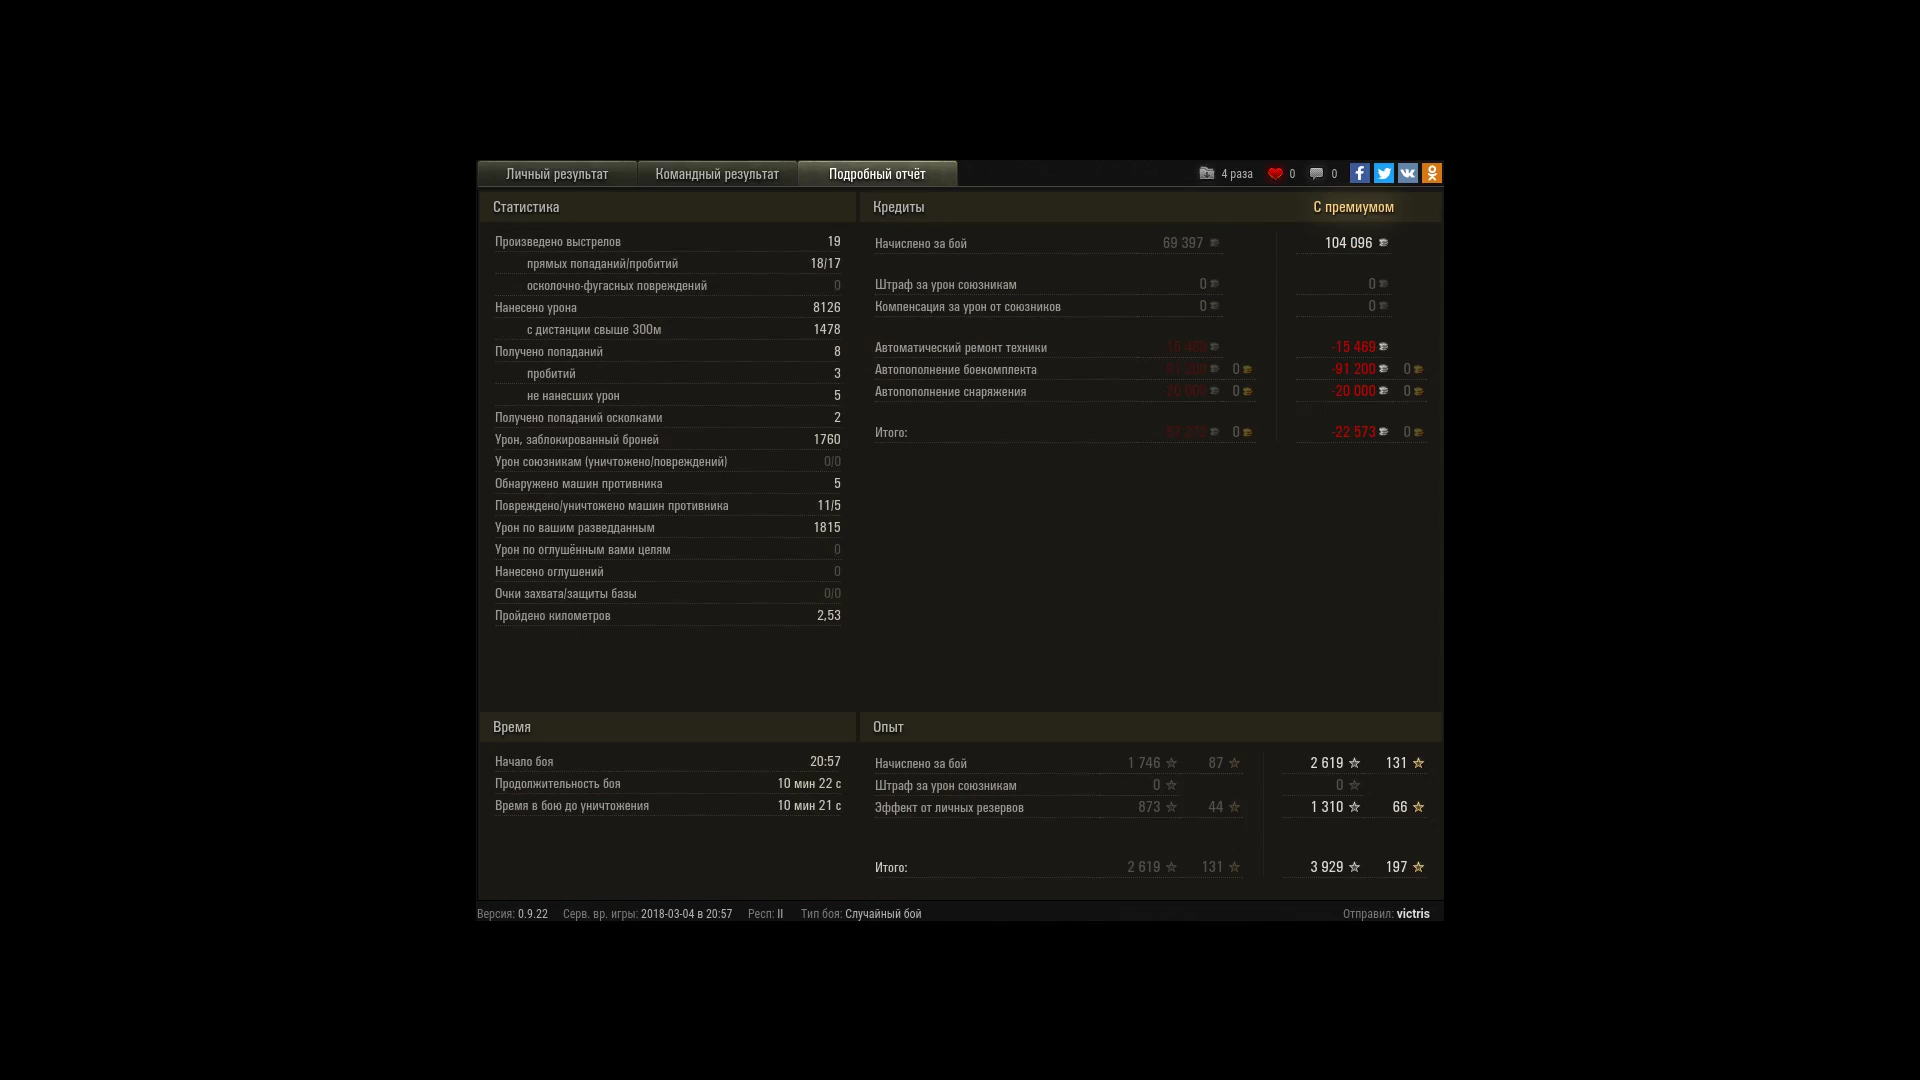 Личный результат Командный результат Подробный отчёт 4 раза 0 0
Статистика
Произведено выстрелов 19
прямых попаданий/пробитий 18/17
осколочно-фугасных повреждений 0
Нанесено урона 8126
с дистанции свыше 300м 1478
Получено попаданий 8
пробитий 3
не нанесших урон 5
Получено попаданий осколками 2
Урон, заблокированный броней 1760
Урон союзникам (уничтожено/повреждений) 0/0
Обнаружено машин противника 5
Повреждено/уничтожено машин противника 11/5
Урон по вашим разведданным 1815
Урон по оглушённым вами целям 0
Нанесено оглушений 0
Очки захвата/защиты базы 0/0
Пройдено километров 2,53
Кредиты С премиумом
Начислено за бой 69 397 104 096
Штраф за урон союзникам 0 0
Компенсация за урон от союзников 0 0
Автоматический ремонт техники -15 469 -15 469
Автопополнение боекомплекта -91 200 0 -91 200 0
Автопополнение снаряжения -20 000 0 -20 000 0
Итого: 0 -22 573 0
Время
Начало боя 20:57
Продолжительность боя 10 мин 22 с
Время в бою до уничтожения 10 мин 21 с
Опыт
Начислено за бой 1 746 87 2 619 131
Штраф за урон союзникам 0 0
Эффект от личных резервов 873 44 1 310 66
Итого: 2 619 131 3 929 197
Версия: 0.9.22 Серв. вр. игры: 2018-03-04 в 20:57 Респ: II Тип боя: Случайный бой Отправил: victris